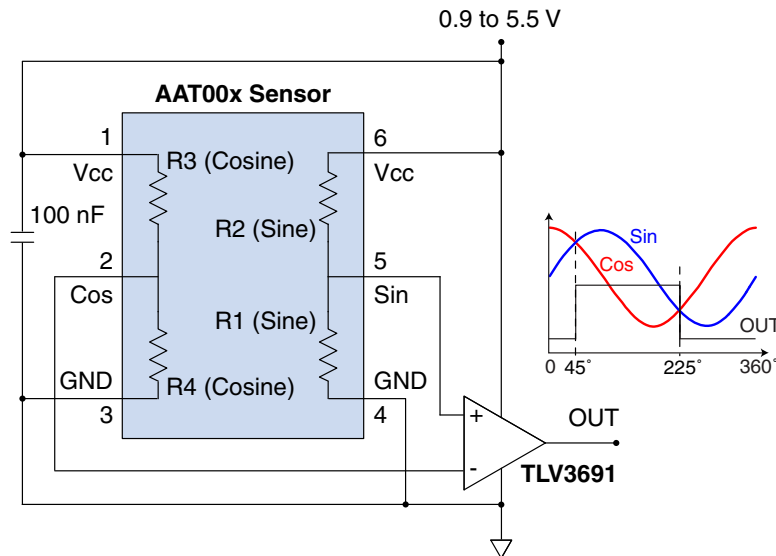 0.9 to 5.5 V
AAT00x Sensor
1
6
R3 (Cosine)
Vcc
Vcc
100 nF
R2 (Sine)
2
5
Cos
Sin
R1 (Sine)
GND
GND
R4 (Cosine)
3
4
+
-
OUT
TLV3691
Sin
Cos
OUT
0 45° 225° 360°